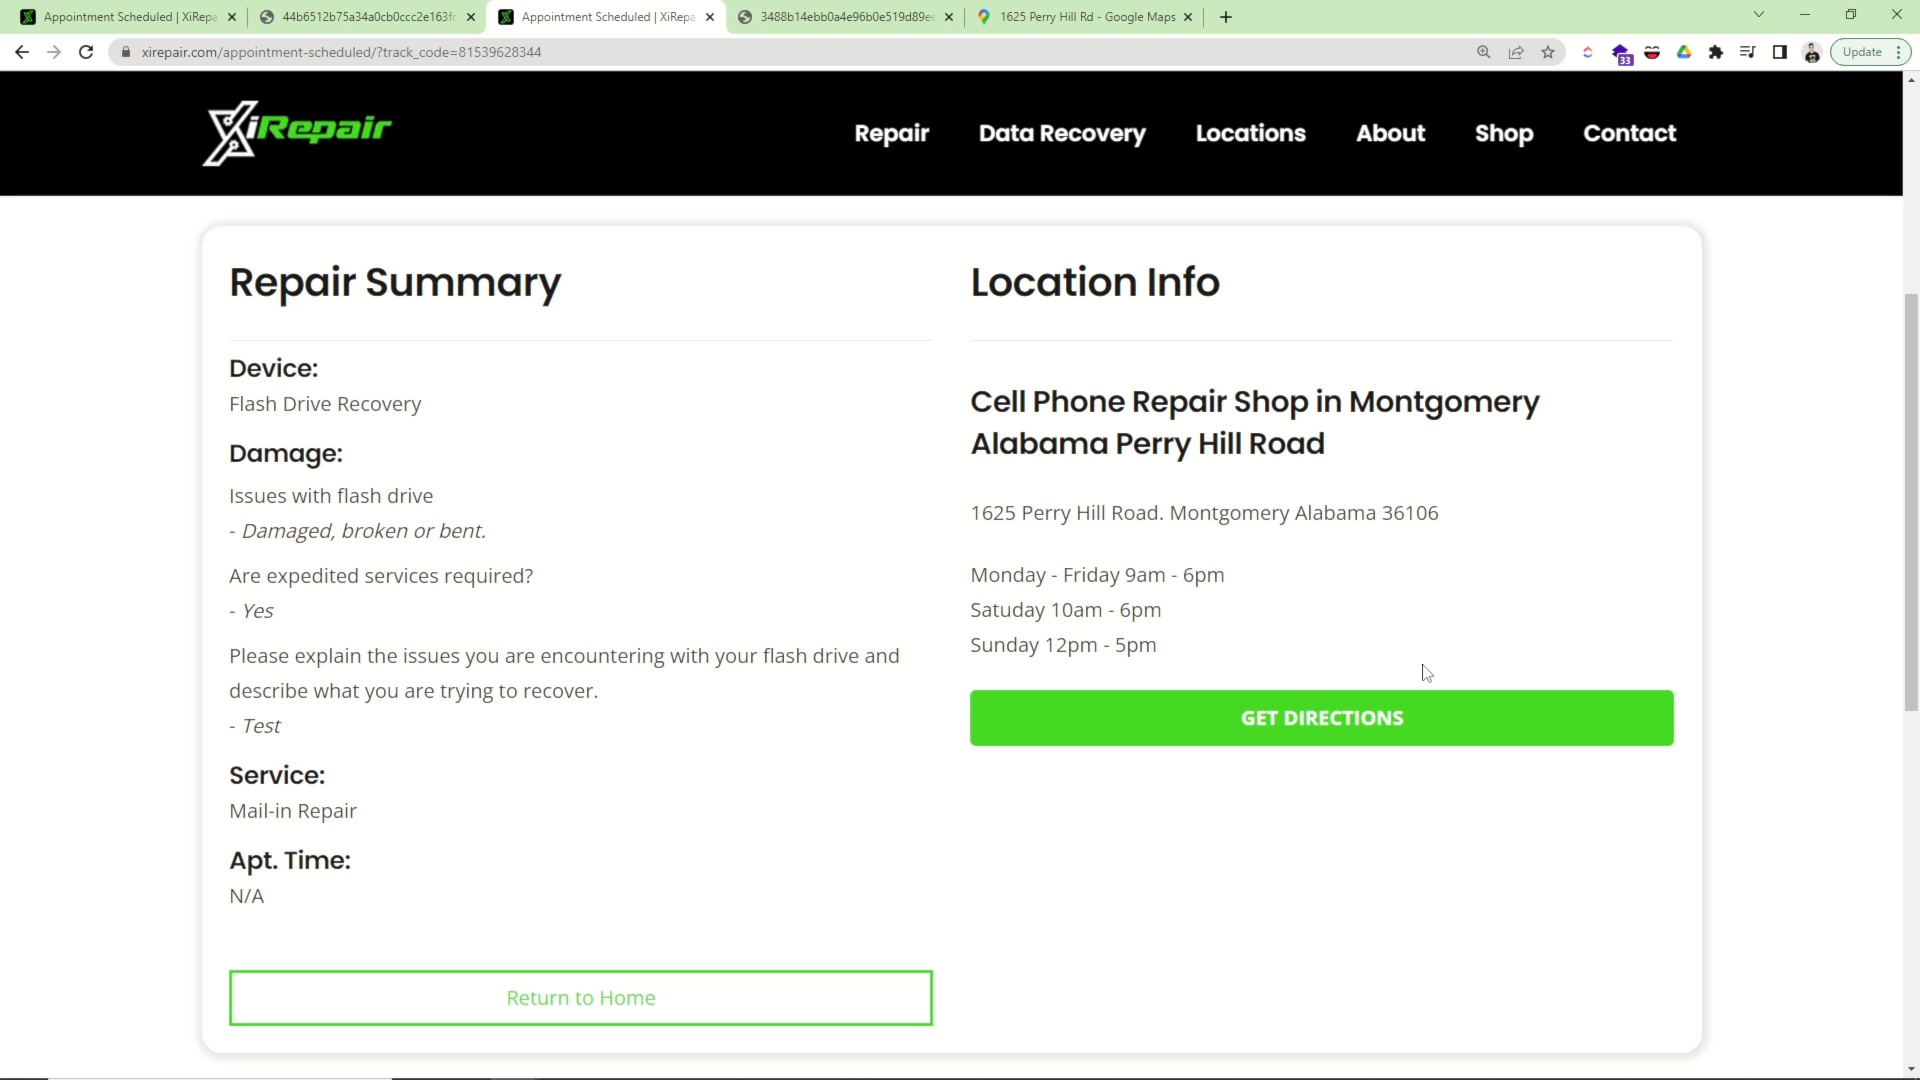 Appointment Scheduled | XiRepa
44b6512b75a34a0cb0ccc2e163fc
Appointment Scheduled | XiRepa
3488b14ebb0a4e96b0e519d89e
1625 Perry Hill Rd - Google Maps
xirepair.com/appointment-scheduled/?track_code=81539628344
33
Update
XiRepair
Repair
Data Recovery
Locations
About
Shop
Contact
Repair Summary
Device:
Flash Drive Recovery
Damage:
Issues with flash drive
- Damaged, broken or bent.
Are expedited services required?
- Yes
Please explain the issues you are encountering with your flash drive and
describe what you are trying to recover.
- Test
Service:
Mail-in Repair
Apt. Time:
N/A
Return to Home
Location Info
Cell Phone Repair Shop in Montgomery
Alabama Perry Hill Road
1625 Perry Hill Road. Montgomery Alabama 36106
Monday - Friday 9am - 6pm
Satuday 10am - 6pm
Sunday 12pm - 5pm
GET DIRECTIONS